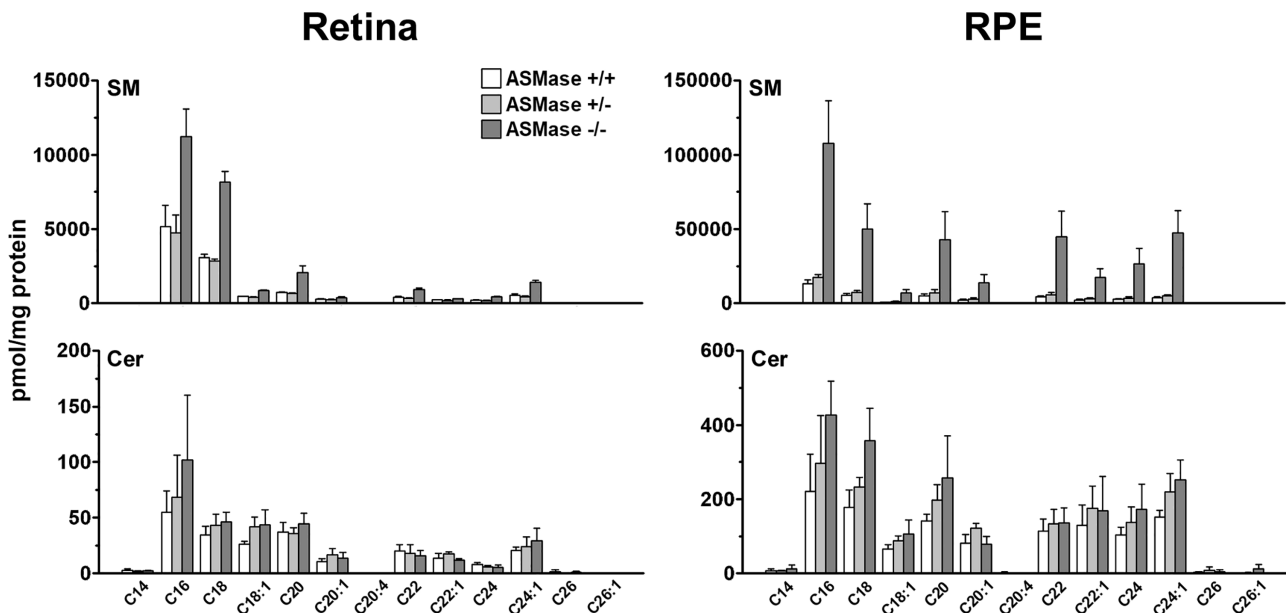 Retina
RPE
SM
15000
10000
5000
0
ASMase +/+
ASMase +/-
ASMase -/-
SM
150000
100000
50000
0
pmol/mg protein
Cer
200
150
100
50
0
Cer
600
400
200
0
C14 C16 C18 C18:1 C20 C20:1 C20:4 C22 C22:1 C24 C24:1 C26 C26:1
C14 C16 C18 C18:1 C20 C20:1 C20:4 C22 C22:1 C24 C24:1 C26 C26:1